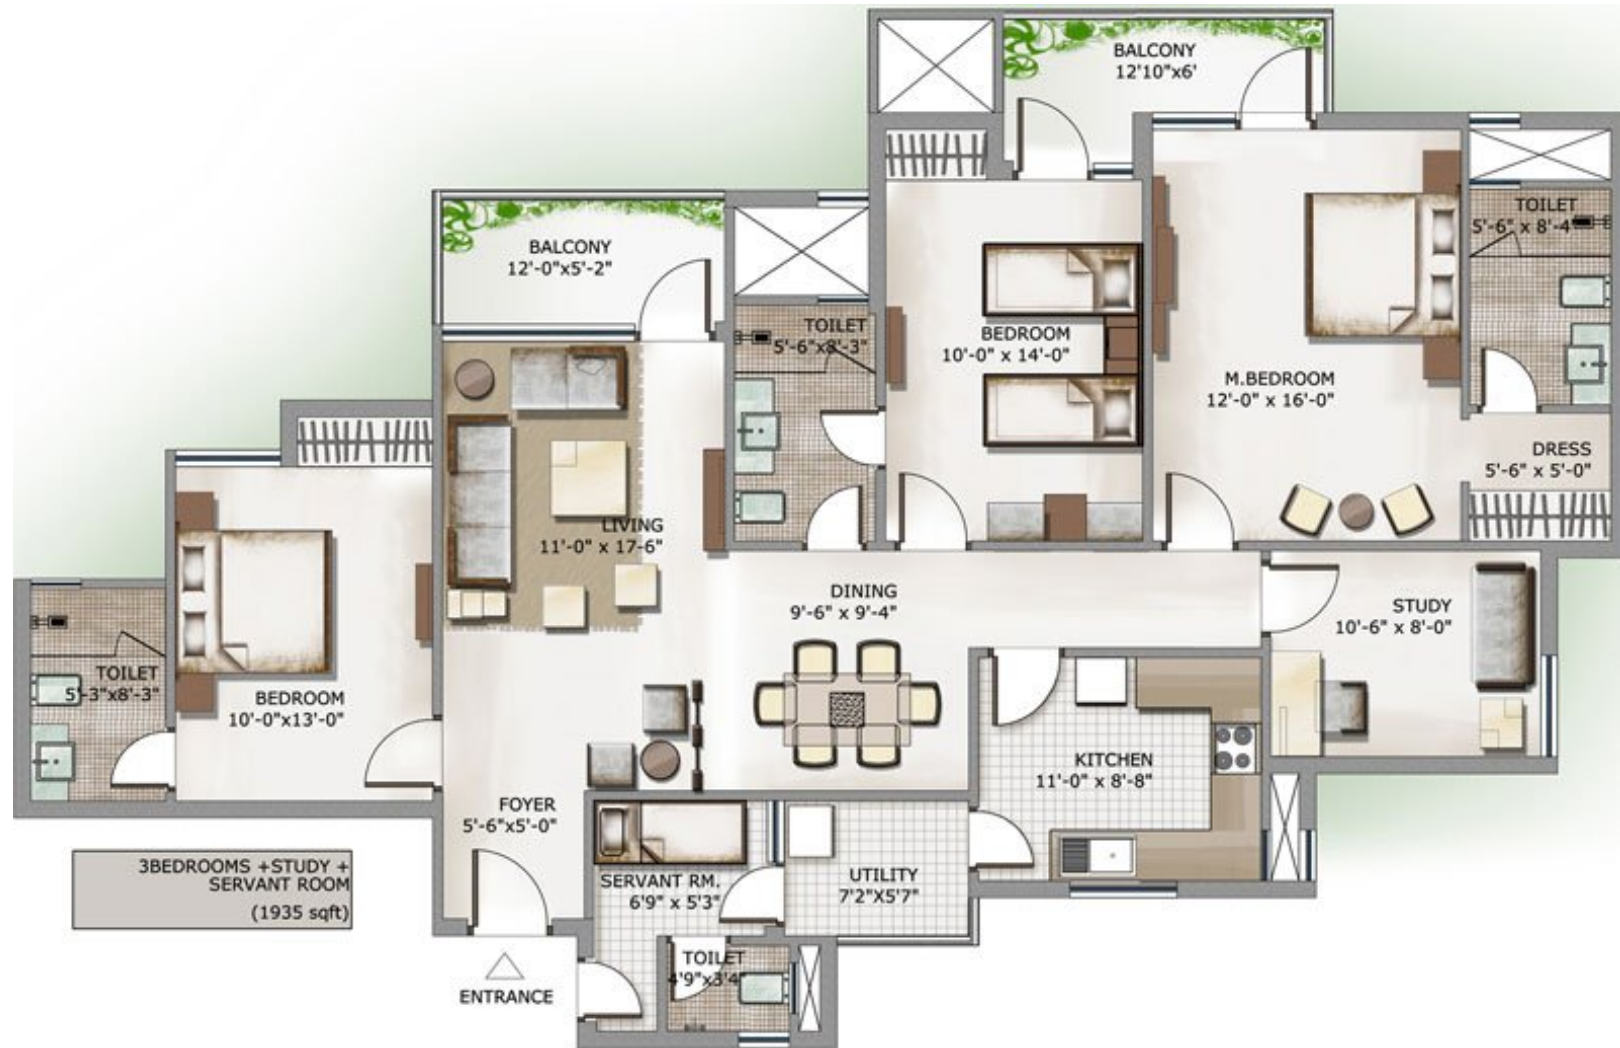 BALCONY
12'10"x6'
BALCONY
12'-0"x5'-2"
TOILET
5'-6" x 8'-4"
TOILET
5'-6"x8'-3"
BEDROOM
10'-0" x 14'-0"
M.BEDROOM
12'-0" x 16'-0"
DRESS
5'-6" x 5'-0"
LIVING
11'-0" x 17-6"
DINING
9'-6" x 9'-4"
STUDY
10'-6" x 8'-0"
TOILET
5'-3"x8'-3"
BEDROOM
10'-0"x13'-0"
KITCHEN
11'-0" x 8'-8"
FOYER
5'-6"x5'-0"
SERVANT RM.
6'9" x 5'3"
UTILITY
7'2"X5'7"
3BEDROOMS +STUDY +
SERVANT ROOM
(1935 sqft)
TOILET
4'9"x3'4"
ENTRANCE